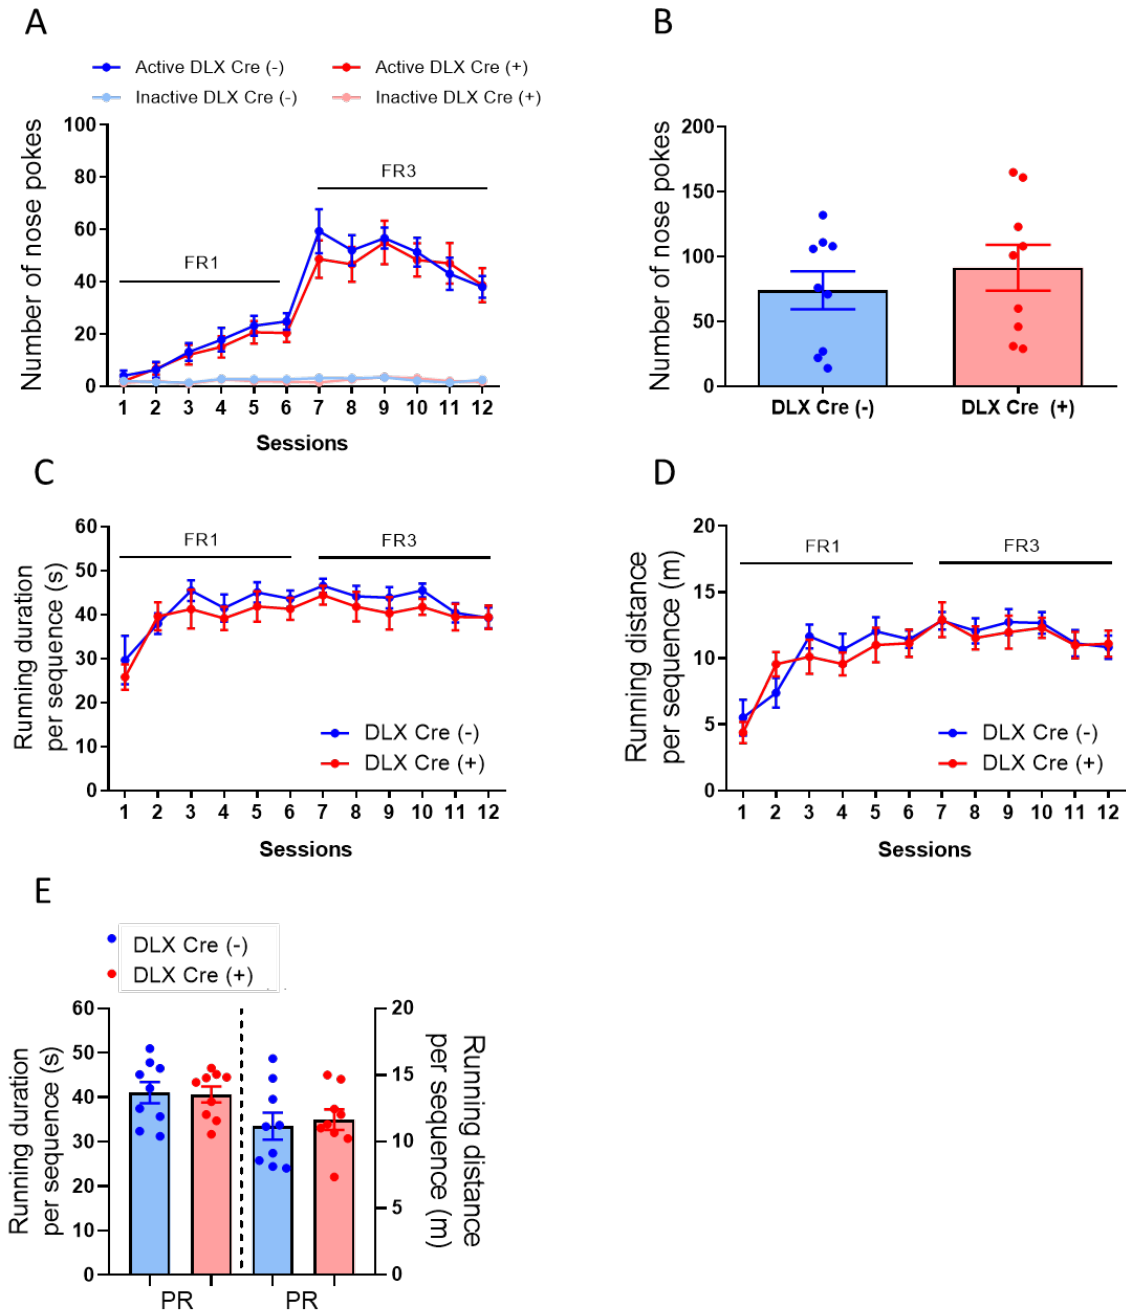 A
Active DLX Cre (-)
Active DLX Cre (+)
Inactive DLX Cre (-)
Inactive DLX Cre (+)
Number of nose pokes
100
80
60
40
20
0
FR1
FR3
1 2 3 4 5 6 7 8 9 10 11 12
Sessions
B
Number of nose pokes
200
150
100
50
0
DLX Cre (-)
DLX Cre (+)
C
Running duration
per sequence (s)
60
50
40
30
20
10
0
FR1
FR3
DLX Cre (-)
DLX Cre (+)
1 2 3 4 5 6 7 8 9 10 11 12
Sessions
D
Running distance
per sequence (m)
20
15
10
5
0
FR1
FR3
DLX Cre (-)
DLX Cre (+)
1 2 3 4 5 6 7 8 9 10 11 12
Sessions
E
DLX Cre (-)
DLX Cre (+)
Running duration
per sequence (s)
60
50
40
30
20
10
0
20
15
10
5
0
Running distance
per sequence (m)
PR
PR